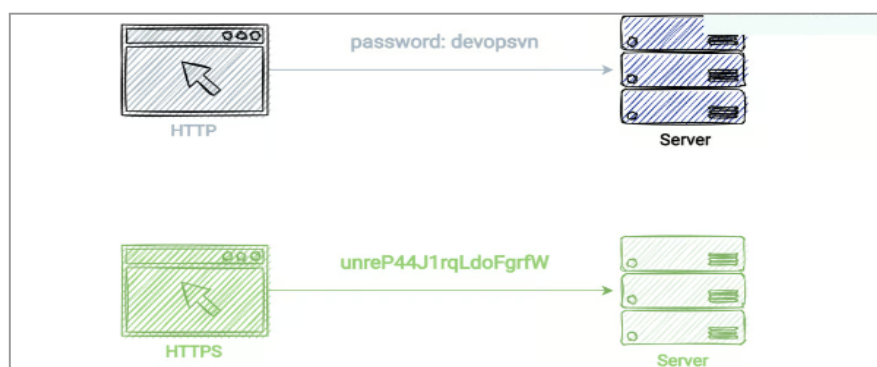 password: devopsvn
HTTP
Server
unreP44J1rqLdoFgrfW
HTTPS
Server